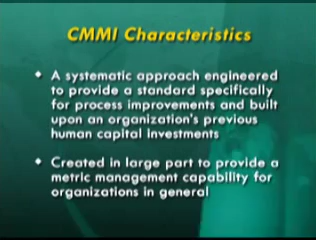 CMMI Characteristics
• A systematic approach engineered
to provide a standard specifically
for process improvements and built
upon an organization's previous
human capital investments
• Created in large part to provide a
metric management capability for
organizations in general